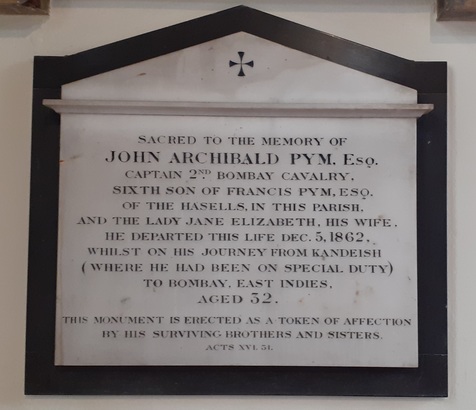 SACRED TO THE MEMORY OF
JOHN ARCHIBALD PYM, ESQ.
CAPTAIN 2ND BOMBAY CAVALRY,
SIXTH SON OF FRANCIS PYM, ESQ.
OF THE HASELLS, IN THIS PARISH,
AND THE LADY JANE ELIZABETH, HIS WIFE.
HE DEPARTED THIS LIFE DEC. 5, 1862,
WHILST ON HIS JOURNEY FROM KANDEISH
(WHERE HE HAD BEEN ON SPECIAL DUTY)
TO BOMBAY, EAST INDIES,
AGED 32.
THIS MONUMENT IS ERECTED AS A TOKEN OF AFFECTION
BY HIS SURVIVING BROTHERS AND SISTERS.
ACTS XVI. 31.